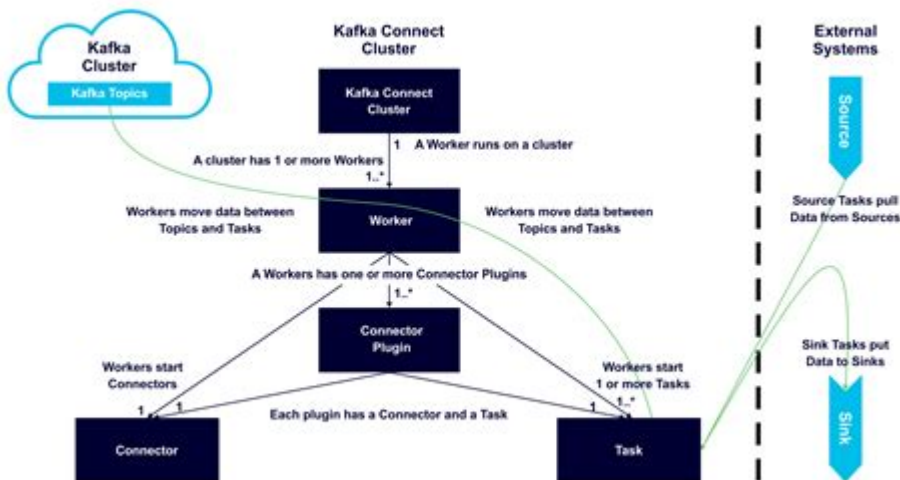 Kafka
Cluster
Kafka Topics
Kafka Connect
Cluster
External
Systems
Kafka Connect
Cluster
Source
1
A Worker runs on a cluster
A cluster has 1 or more Workers
1..*
Worker
Workers move data between
Topics and Tasks
Workers move data between
Topics and Tasks
Source Tasks pull
Data from Sources
A Workers has one or more Connector Plugins
1..*
Connector
Plugin
Workers start
Connectors
Workers start
1 or more Tasks
Sink Tasks put
Data to Sinks
1
1
Each plugin has a Connector and a Task
1
1..*
Connector
Task
Sink